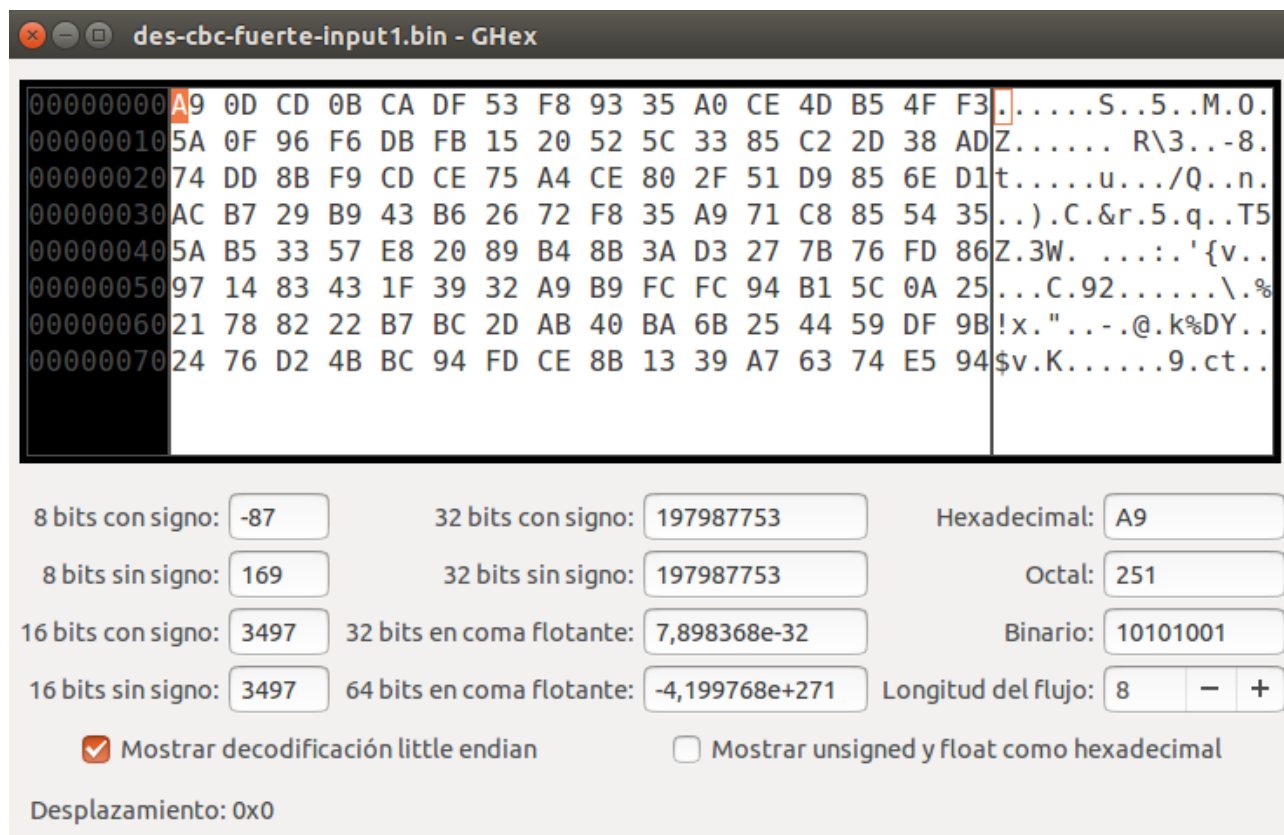 des-cbc-fuerte-input1.bin - GHex
00000000 A9 0D CD 0B CA DF 53 F8 93 35 A0 CE 4D B5 4F F3 ......S..5..M.O.
00000010 5A 0F 96 F6 DB FB 15 20 52 5C 33 85 C2 2D 38 AD Z...... R\3..-8.
00000020 74 DD 8B F9 CD CE 75 A4 CE 80 2F 51 D9 85 6E D1 t.....u.../Q..n.
00000030 AC B7 29 B9 43 B6 26 72 F8 35 A9 71 C8 85 54 35 ..).C.&r.5.q..T5
00000040 5A B5 33 57 E8 20 89 B4 8B 3A D3 27 7B 76 FD 86 Z.3W. ...:.'{v..
00000050 97 14 83 43 1F 39 32 A9 B9 FC FC 94 B1 5C 0A 25 ...C.92......\.%
00000060 21 78 82 22 B7 BC 2D AB 40 BA 6B 25 44 59 DF 9B !x."..-.@.k%DY..
00000070 24 76 D2 4B BC 94 FD CE 8B 13 39 A7 63 74 E5 94 $v.K......9.ct..
8 bits con signo: -87 32 bits con signo: 197987753 Hexadecimal: A9
8 bits sin signo: 169 32 bits sin signo: 197987753 Octal: 251
16 bits con signo: 3497 32 bits en coma flotante: 7,898368e-32 Binario: 10101001
16 bits sin signo: 3497 64 bits en coma flotante: -4,199768e+271 Longitud del flujo: 8 − +
Mostrar decodificación little endian Mostrar unsigned y float como hexadecimal
Desplazamiento: 0x0